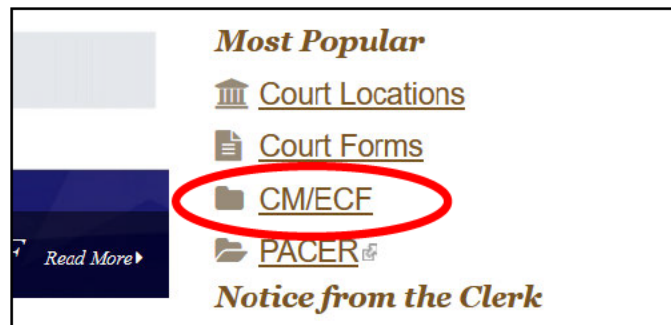 Most Popular
Court Locations
Court Forms
CM/ECF
PACER
Read More
Notice from the Clerk